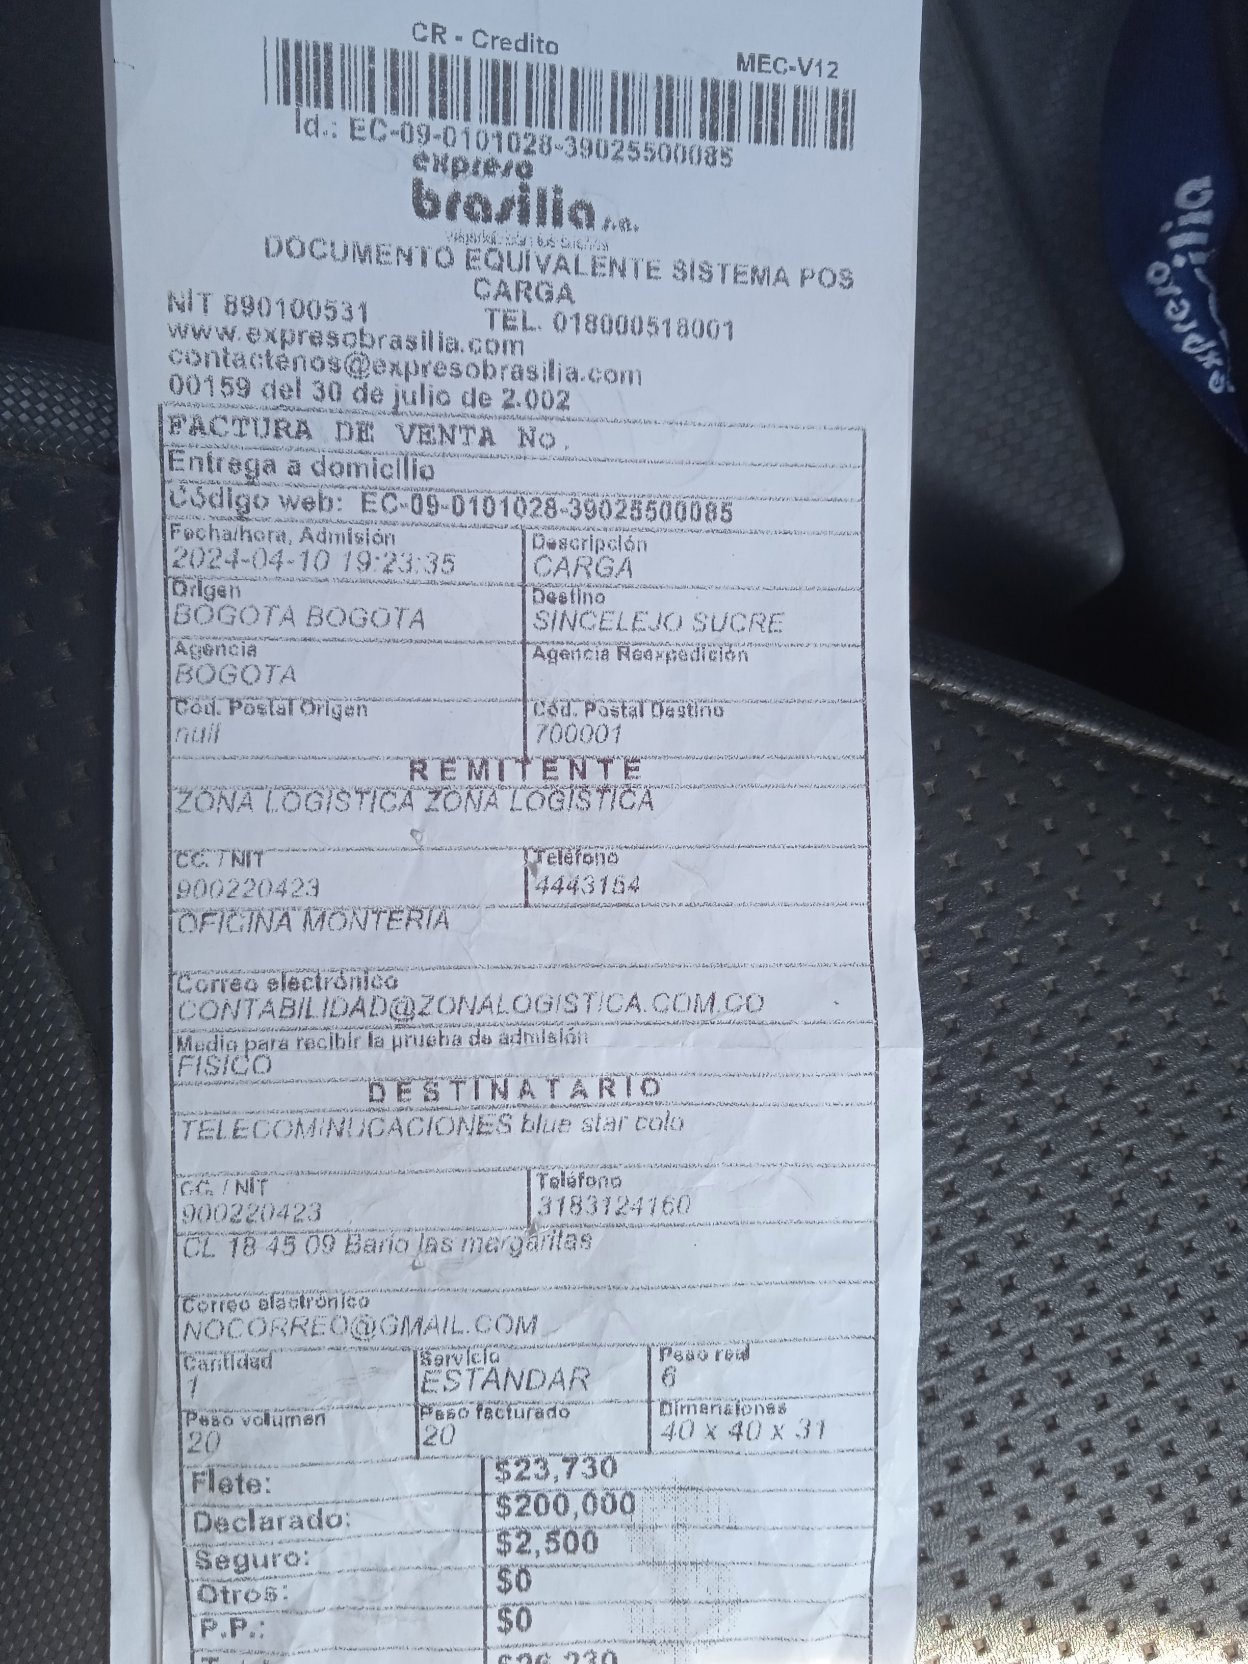 CR - Credito
MEC-V12
Id.: EC-09-0101028-39025500085
expreso
brasilia s.a.
DOCUMENTO EQUIVALENTE SISTEMA POS
CARGA
NIT 890100531 TEL. 018000518001
www.expresobrasilia.com
contactenos@expresobrasilia.com
00159 del 30 de julio de 2.002
FACTURA DE VENTA No.
Entrega a domicilio
Código web: EC-09-0101028-39025500085
Fecha/hora, Admisión Descripción
2024-04-10 19:23:35 CARGA
Origen Destino
BOGOTA BOGOTA SINCELEJO SUCRE
Agencia Agencia Reexpedición
BOGOTA
Cód. Postal Origen Cód. Postal Destino
null 700001
REMITENTE
ZONA LOGISTICA ZONA LOGISTICA
CC. / NIT Teléfono
900220423 4443164
OFICINA MONTERIA
Correo electrónico
CONTABILIDAD@ZONALOGISTICA.COM.CO
Medio para recibir la prueba de admisión
FISICO
DESTINATARIO
TELECOMINUCACIONES blue star colo
CC. / NIT Teléfono
900220423 3183124160
CL 18 45 09 Bario las margaritas
Correo electrónico
NOCORREO@GMAIL.COM
Cantidad Servicio Peso real
1 ESTANDAR 6
Peso volumen Peso facturado Dimensiones
20 20 40 x 40 x 31
Flete: $23,730
Declarado: $200,000
Seguro: $2,500
Otros: $0
P.P.: $0
$26,230
expreso